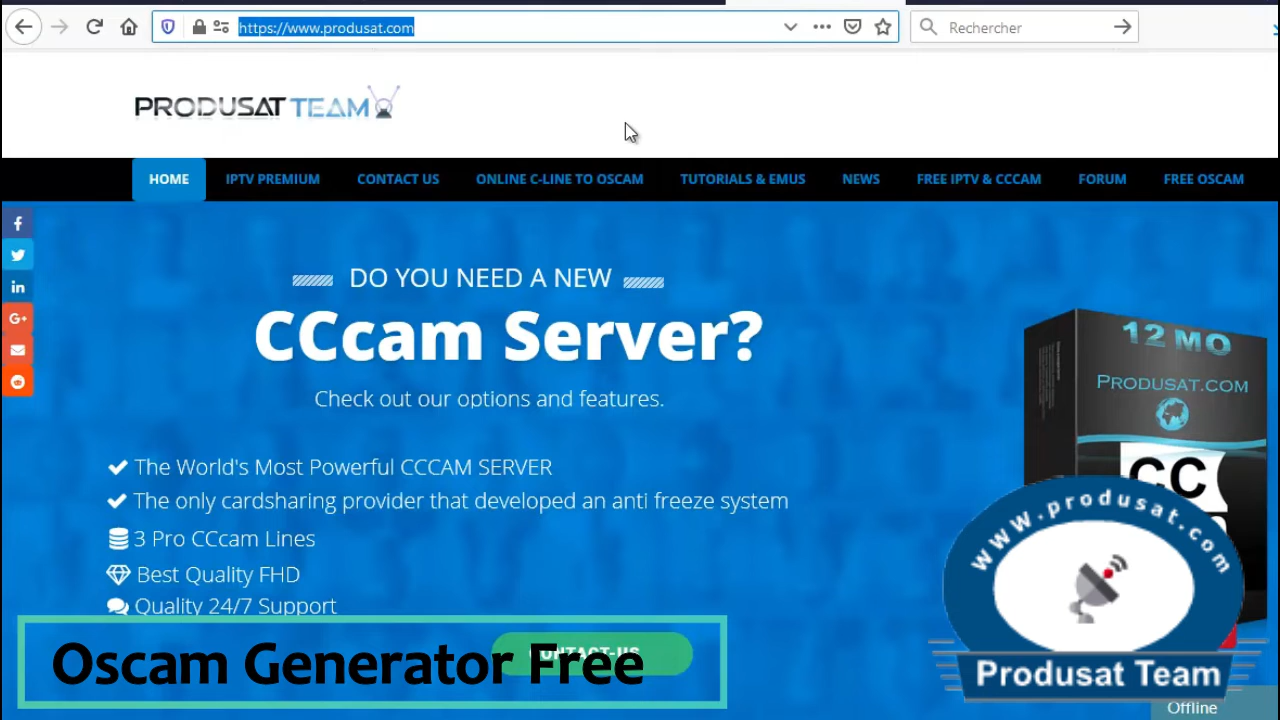 https://www.produsat.com
Rechercher
PRODUSAT TEAM
HOME
IPTV PREMIUM
CONTACT US
ONLINE C-LINE TO OSCAM
TUTORIALS & EMUS
NEWS
FREE IPTV & CCCAM
FORUM
FREE OSCAM
DO YOU NEED A NEW
CCcam Server?
Check out our options and features.
The World's Most Powerful CCCAM SERVER
The only cardsharing provider that developed an anti freeze system
3 Pro CCcam Lines
Best Quality FHD
Quality 24/7 Support
CONTACT-US
Oscam Generator Free
12 MO
PRODUSAT.COM
CC
www.produsat.com
Produsat Team
Offline